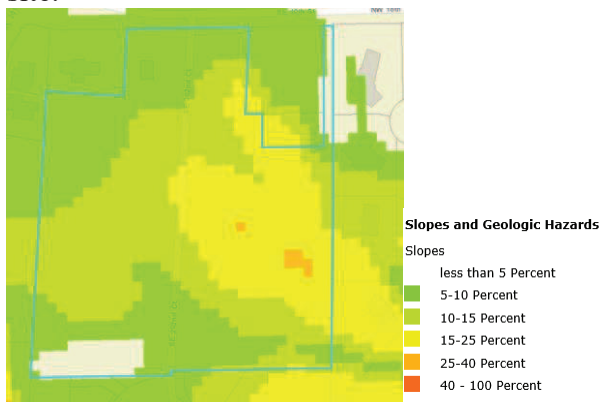 Slopes and Geologic Hazards
Slopes
less than 5 Percent
5-10 Percent
10-15 Percent
15-25 Percent
25-40 Percent
40 - 100 Percent